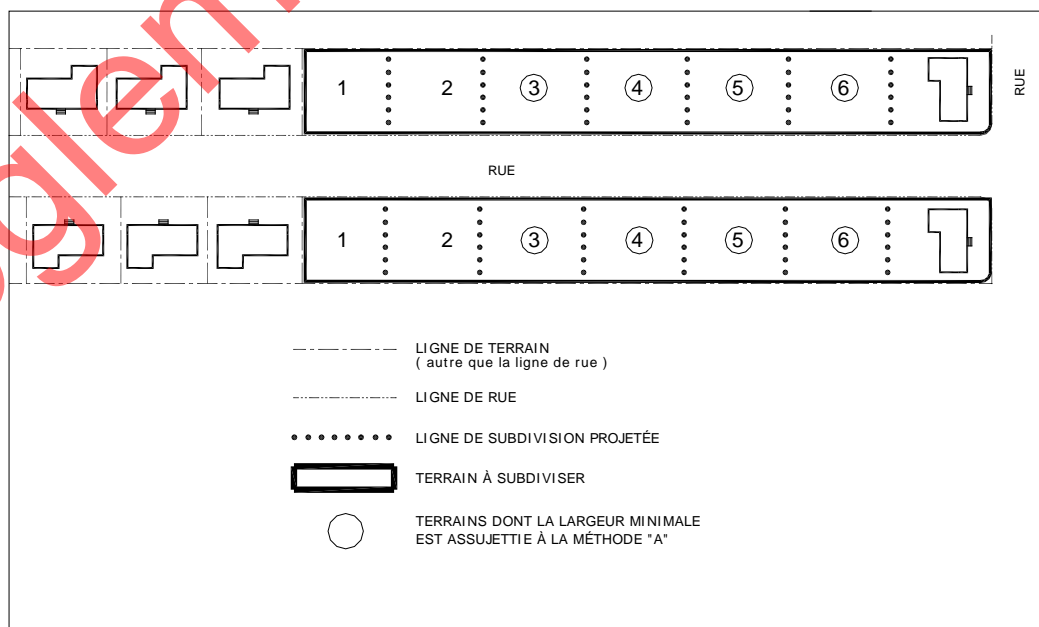 RUE
1 2 3 4 5 6
RUE
1 2 3 4 5 6
LIGNE DE TERRAIN
( autre que la ligne de rue )
LIGNE DE RUE
LIGNE DE SUBDIVISION PROJETÉE
TERRAIN À SUBDIVISER
TERRAINS DONT LA LARGEUR MINIMALE
EST ASSUJETTIE À LA MÉTHODE "A"